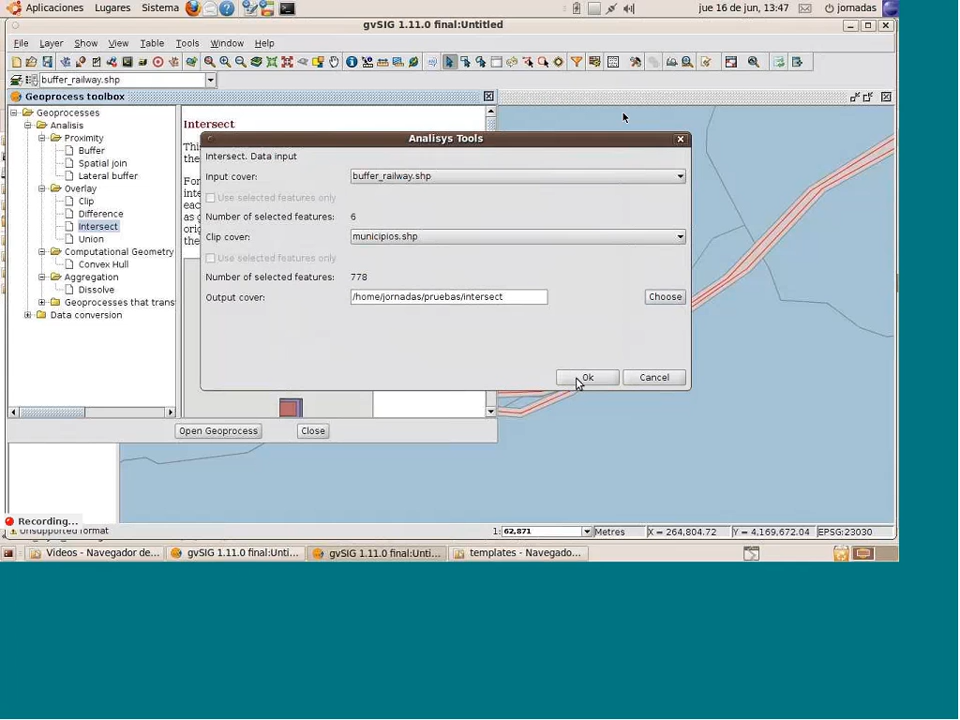 Aplicaciones Lugares Sistema jue 16 de jun, 13:47 jornadas
gvSIG 1.11.0 final:Untitled
File Layer Show View Table Tools Window Help
buffer_railway.shp
Geoprocess toolbox
Geoprocesses
Analisis
Proximity
Buffer
Spatial join
Lateral buffer
Overlay
Clip
Difference
Intersect
Union
Computational Geometry
Convex Hull
Aggregation
Dissolve
Geoprocesses that trans
Data conversion
Intersect
Analisys Tools
Intersect. Data input
Input cover: buffer_railway.shp
Use selected features only
Number of selected features: 6
Clip cover: municipios.shp
Use selected features only
Number of selected features: 778
Output cover: /home/jornadas/pruebas/intersect Choose
Ok Cancel
Open Geoprocess Close
Recording...
Unsupported format 1: 62,871 Metres X = 264,804.72 Y = 4,169,672.04 EPSG:23030
Videos - Navegador de... gvSIG 1.11.0 final:Unti... gvSIG 1.11.0 final:Unti... templates - Navegado...